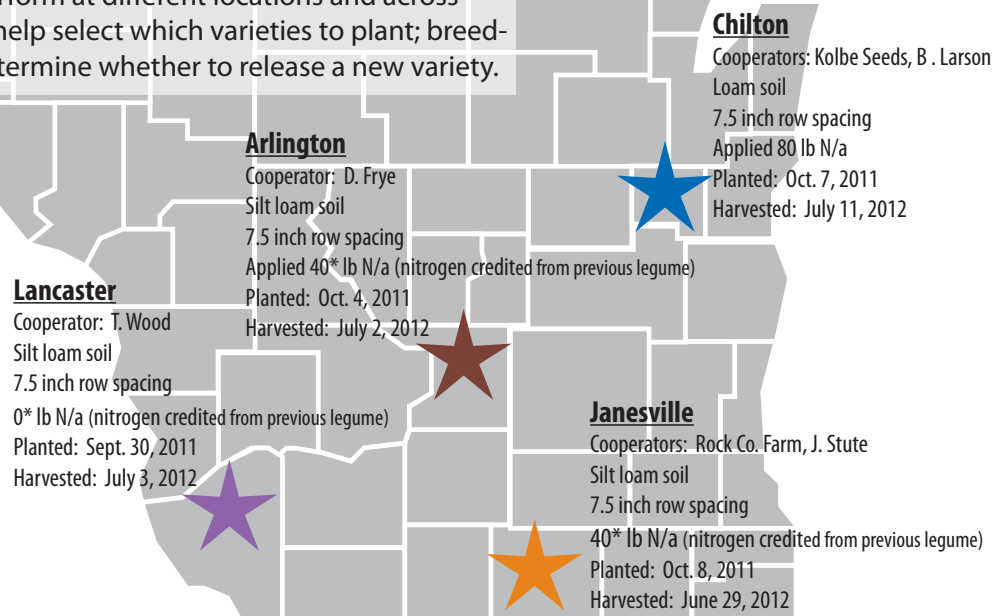 form at different locations and across
help select which varieties to plant; breed-
termine whether to release a new variety.
Chilton
Cooperators: Kolbe Seeds, B . Larson
Loam soil
7.5 inch row spacing
Applied 80 lb N/a
Planted: Oct. 7, 2011
Harvested: July 11, 2012
Arlington
Cooperator: D. Frye
Silt loam soil
7.5 inch row spacing
Applied 40* lb N/a (nitrogen credited from previous legume)
Planted: Oct. 4, 2011
Harvested: July 2, 2012
Lancaster
Cooperator: T. Wood
Silt loam soil
7.5 inch row spacing
0* lb N/a (nitrogen credited from previous legume)
Planted: Sept. 30, 2011
Harvested: July 3, 2012
Janesville
Cooperators: Rock Co. Farm, J. Stute
Silt loam soil
7.5 inch row spacing
40* lb N/a (nitrogen credited from previous legume)
Planted: Oct. 8, 2011
Harvested: June 29, 2012